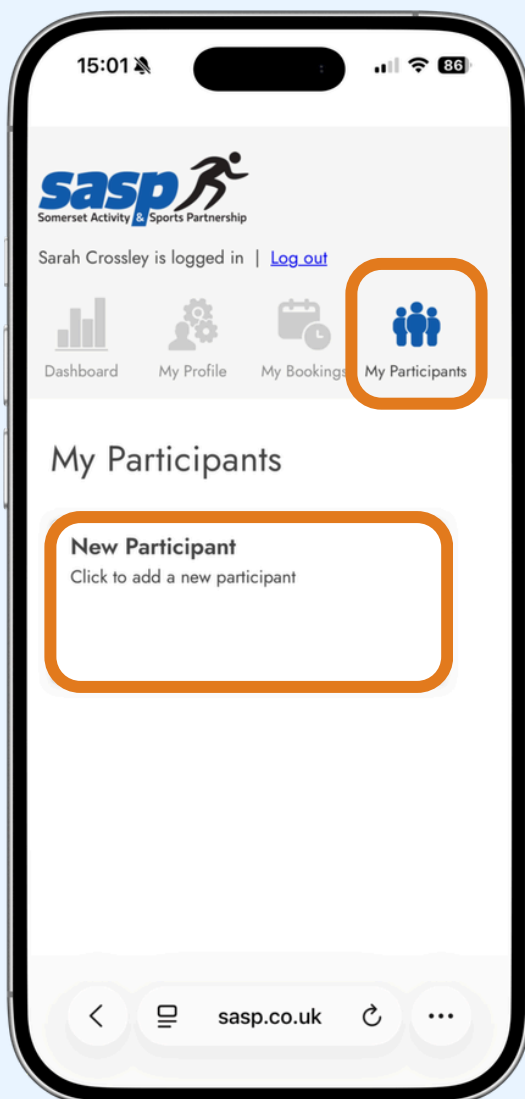 15:01
86
sasp
Somerset Activity & Sports Partnership
Sarah Crossley is logged in | Log out
Dashboard My Profile My Bookings My Participants
My Participants
New Participant
Click to add a new participant
sasp.co.uk